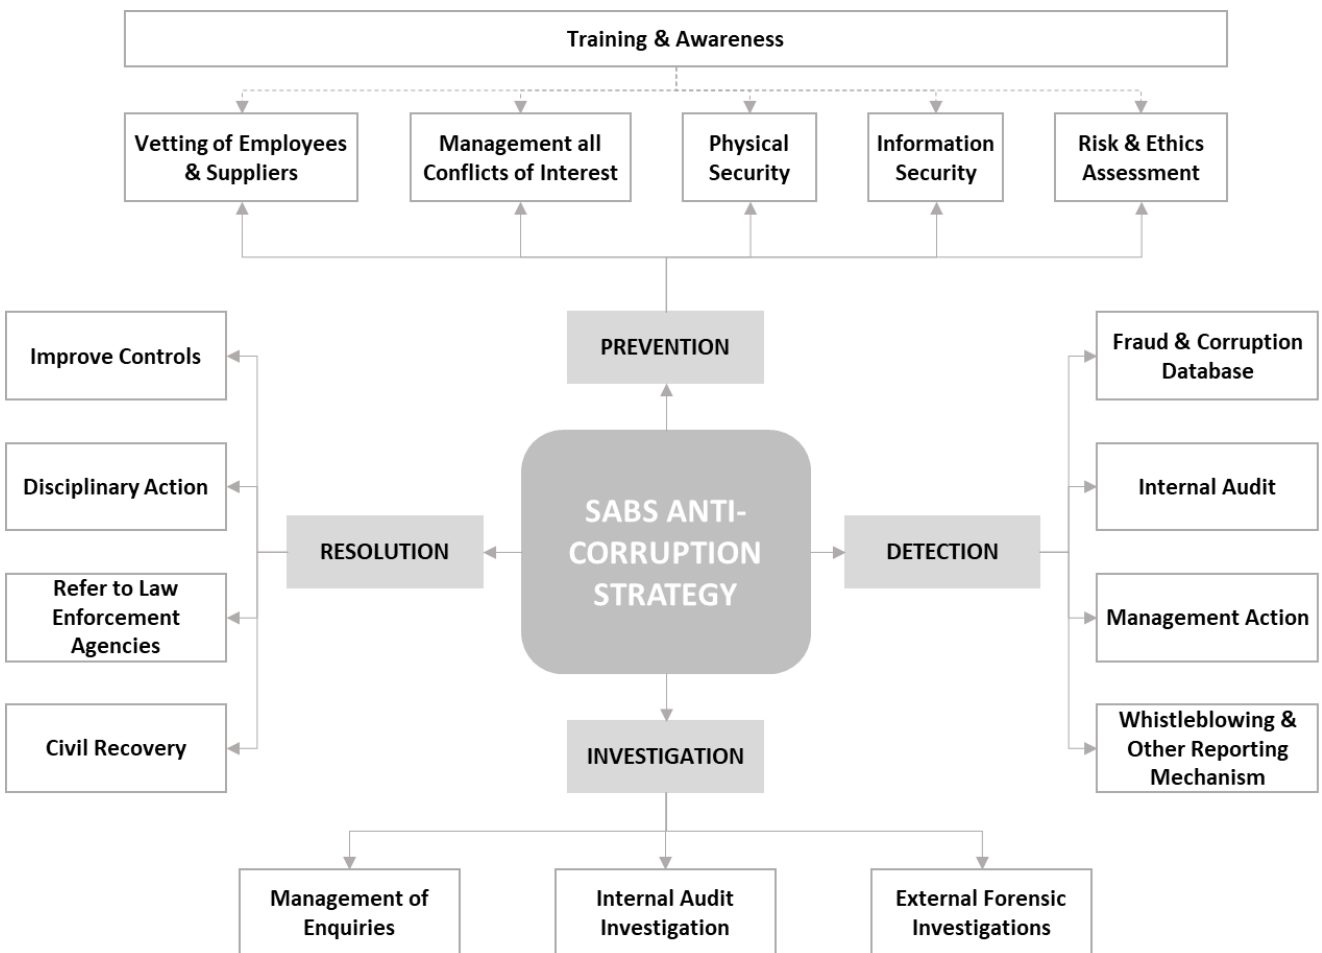 Training & Awareness
Vetting of Employees
& Suppliers
Management all
Conflicts of Interest
Physical
Security
Information
Security
Risk & Ethics
Assessment
PREVENTION
Improve Controls
Disciplinary Action
Refer to Law
Enforcement
Agencies
Civil Recovery
RESOLUTION
SABS ANTI-
CORRUPTION
STRATEGY
DETECTION
Fraud & Corruption
Database
Internal Audit
Management Action
Whistleblowing &
Other Reporting
Mechanism
INVESTIGATION
Management of
Enquiries
Internal Audit
Investigation
External Forensic
Investigations